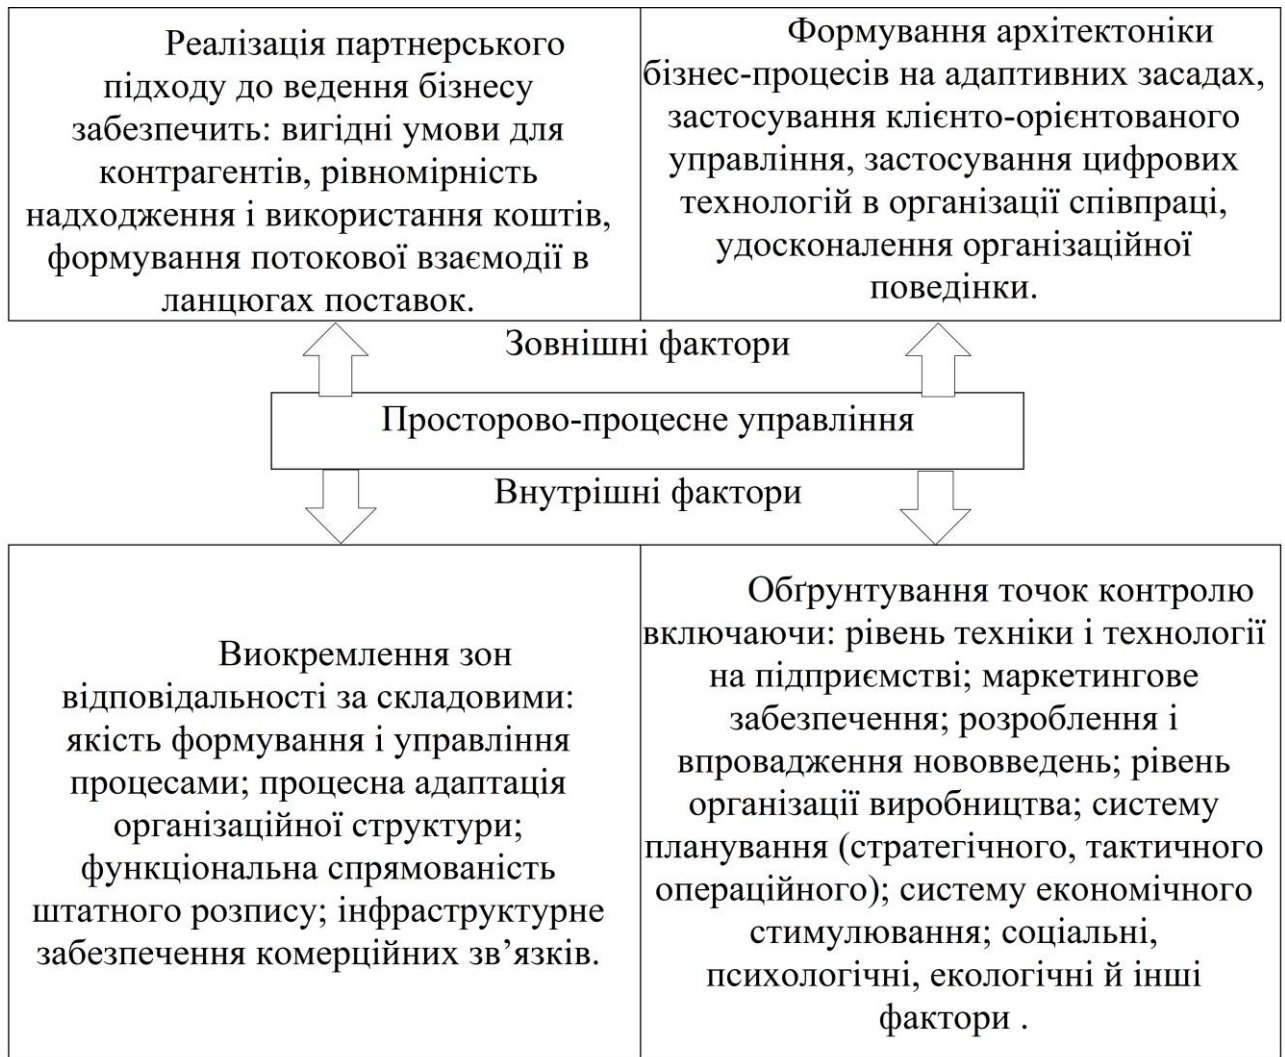 Реалізація партнерського
підходу до ведення бізнесу
забезпечить: вигідні умови для
контрагентів, рівномірність
надходження і використання коштів,
формування потокової взаємодії в
ланцюгах поставок.
Формування архітектоніки
бізнес-процесів на адаптивних засадах,
застосування клієнто-орієнтованого
управління, застосування цифрових
технологій в організації співпраці,
удосконалення організаційної
поведінки.
Зовнішні фактори
Просторово-процесне управління
Внутрішні фактори
Виокремлення зон
відповідальності за складовими:
якість формування і управління
процесами; процесна адаптація
організаційної структури;
функціональна спрямованість
штатного розпису; інфраструктурне
забезпечення комерційних зв’язків.
Обґрунтування точок контролю
включаючи: рівень техніки і технології
на підприємстві; маркетингове
забезпечення; розроблення і
впровадження нововведень; рівень
організації виробництва; систему
планування (стратегічного, тактичного
операційного); систему економічного
стимулювання; соціальні,
психологічні, екологічні й інші
фактори .